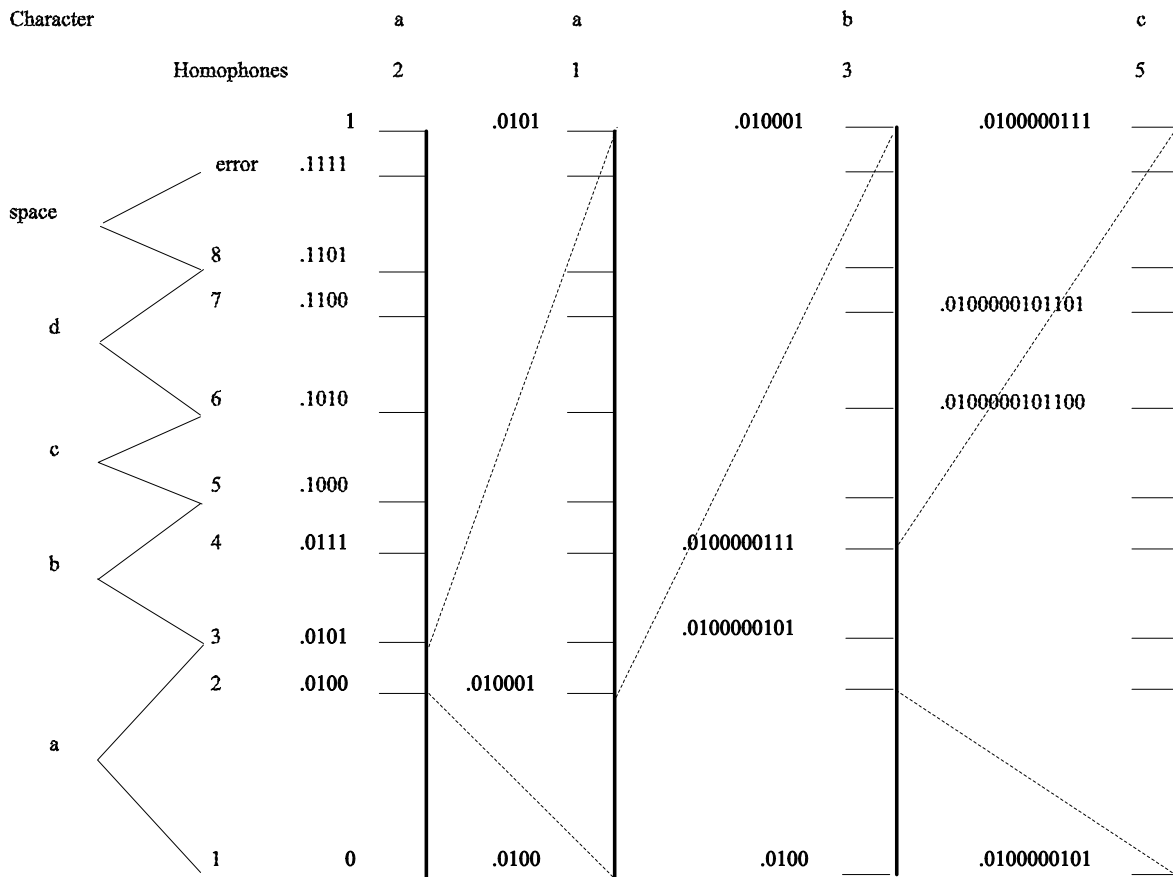 Character a a b c
Homophones 2 1 3 5
1 .0101 .010001 .0100000111
error .1111
space
8 .1101
7 .1100 .0100000101101
d
6 .1010 .0100000101100
c
5 .1000
4 .0111 .0100000111
b
3 .0101 .0100000101
2 .0100 .010001
a
1 0 .0100 .0100 .0100000101